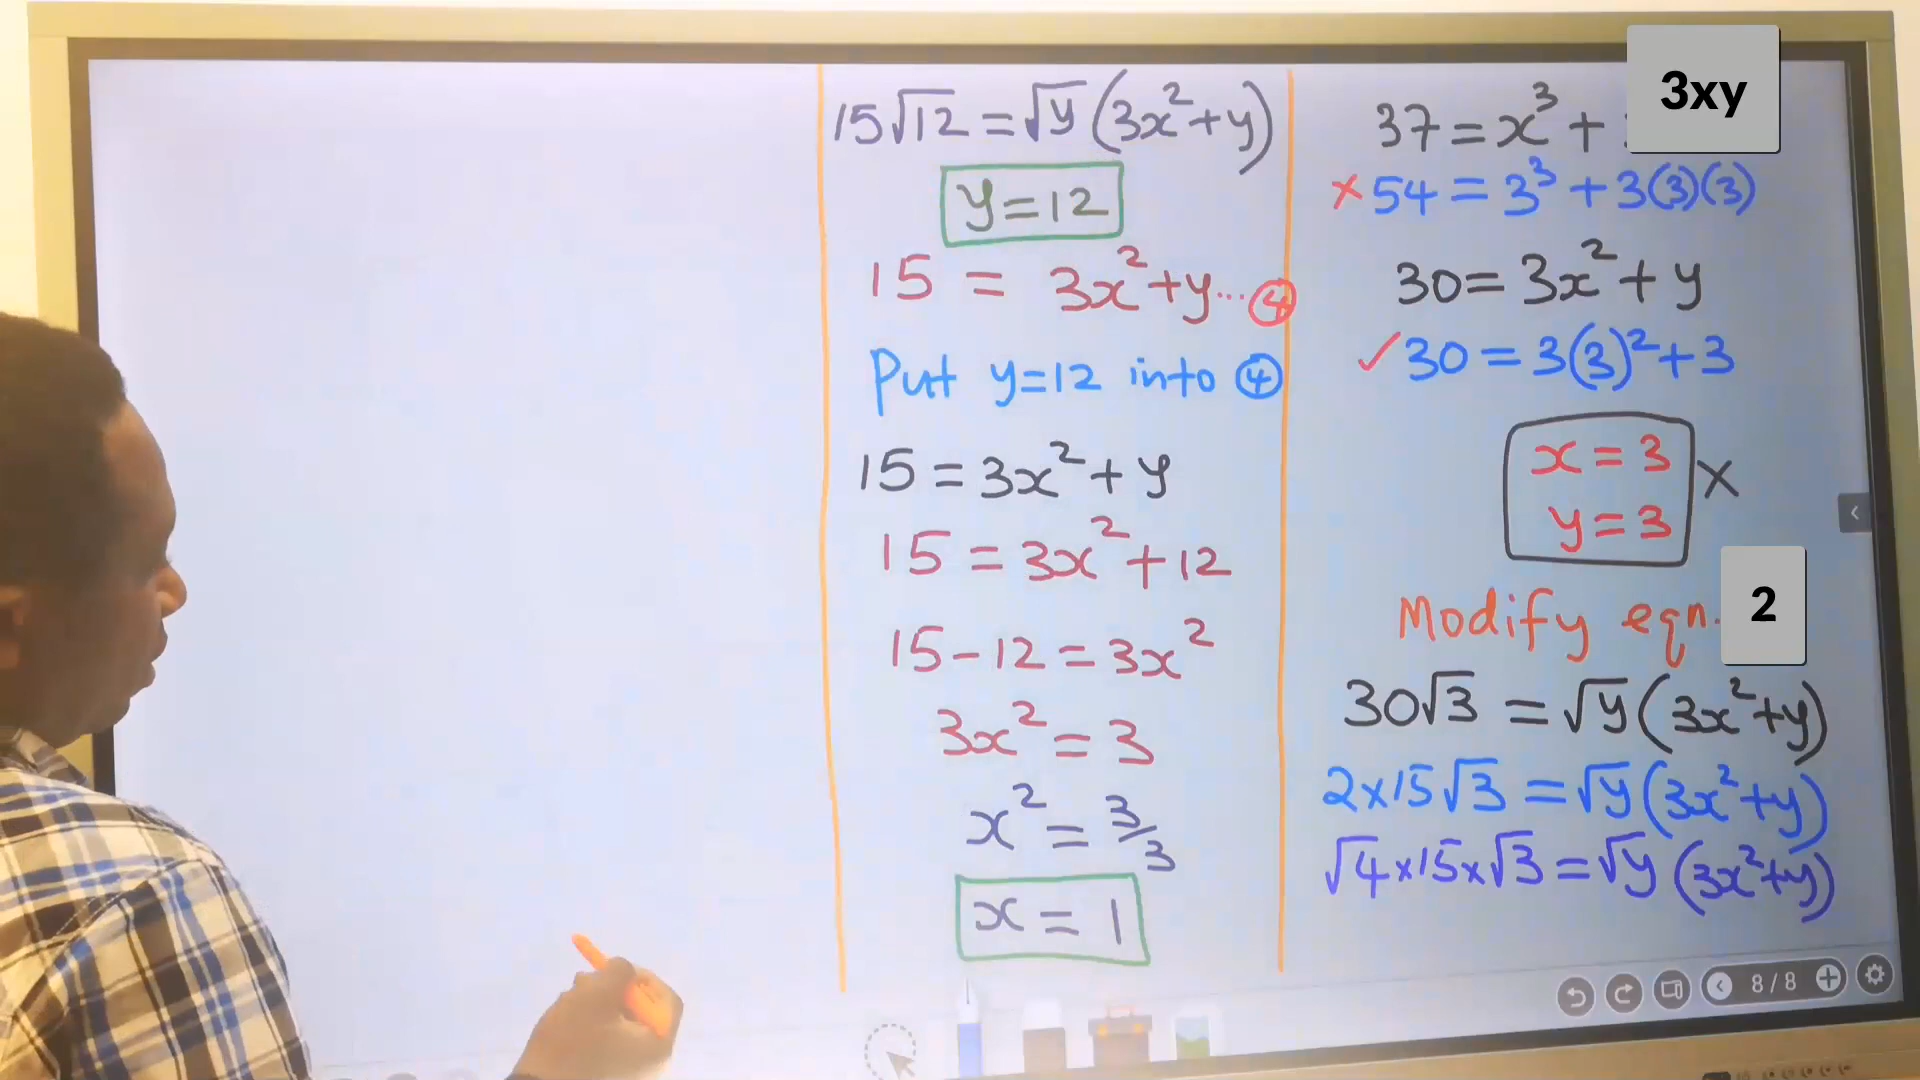 15√12 = √y (3x² + y)
y = 12
15 = 3x² + y ... ④
Put y=12 into ④
15 = 3x² + y
15 = 3x² + 12
15 - 12 = 3x²
3x² = 3
x² = 3/3
x = 1
37 = x³ + 3xy
× 54 = 3³ + 3(3)(3)
30 = 3x² + y
✓ 30 = 3(3)² + 3
x = 3
y = 3
×
Modify eqn. 2
30√3 = √y (3x² + y)
2×15√3 = √y (3x² + y)
√4×15×√3 = √y (3x² + y)
8/8